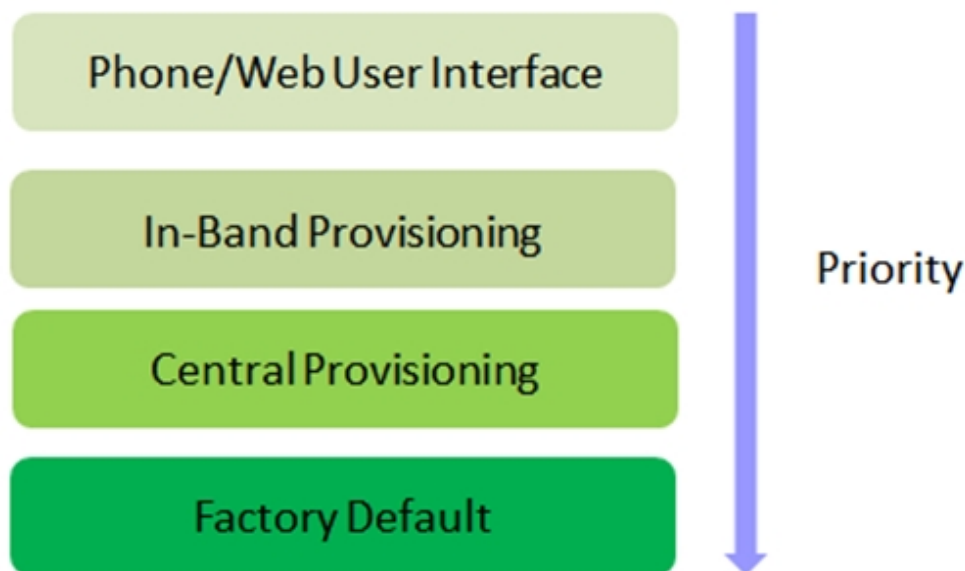 Phone/Web User Interface
In-Band Provisioning
Priority
Central Provisioning
Factory Default